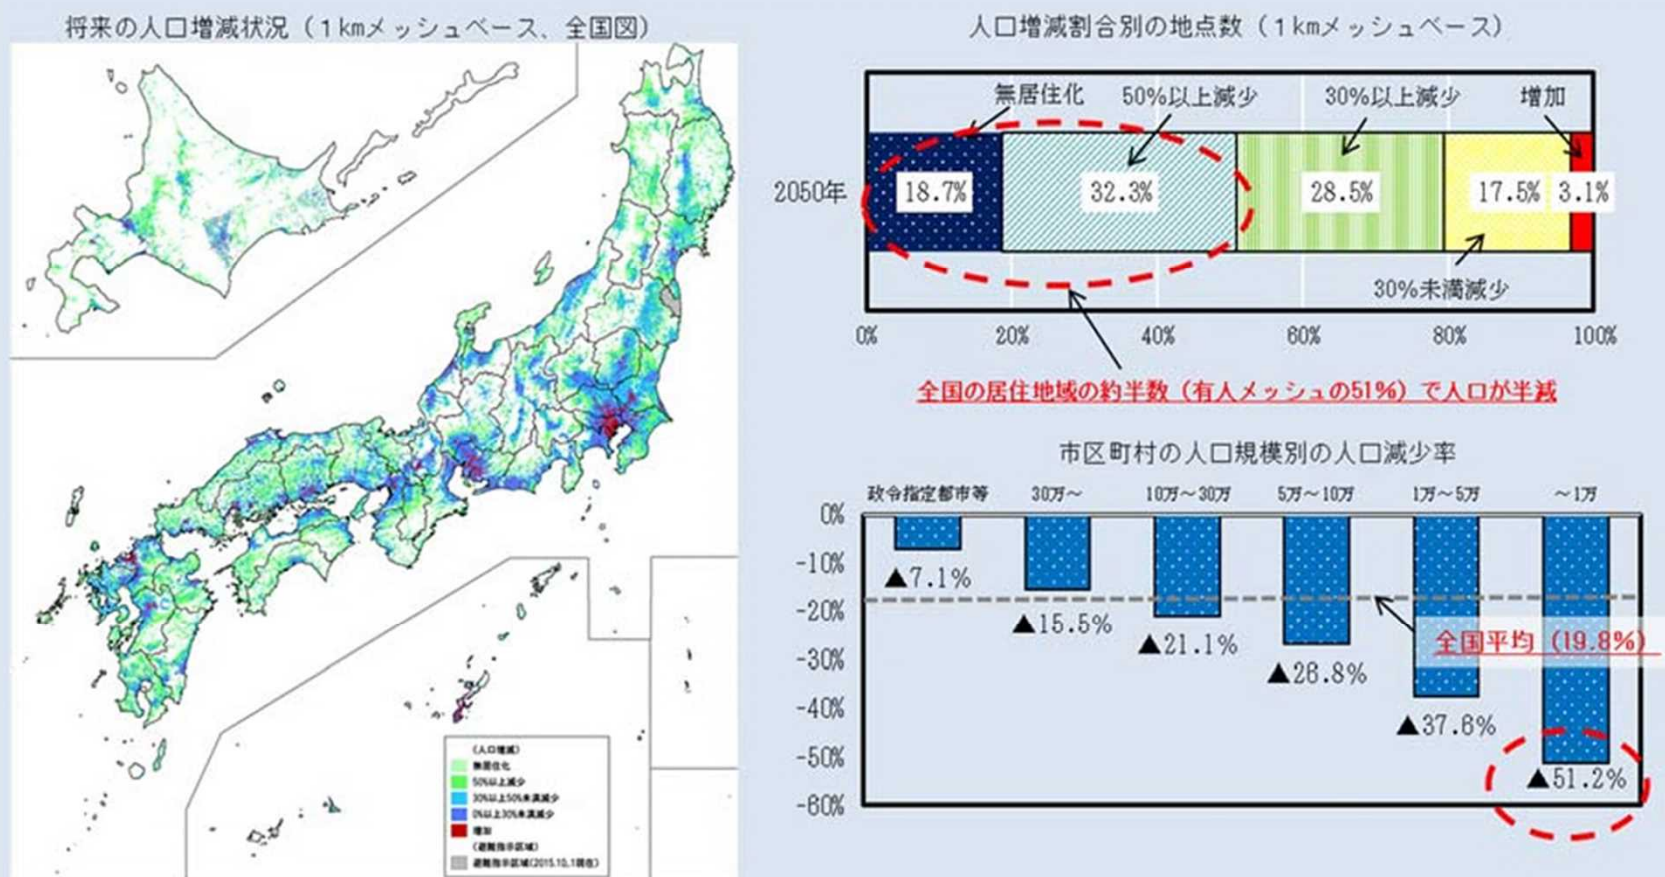 将来の人口増減状況（1kmメッシュベース、全国図）
（人口増減）
無居住化
50%以上減少
30%以上50%未満減少
0%以上30%未満減少
増加
（避難指示区域）
避難指示区域(2015.10.1現在)
人口増減割合別の地点数（1kmメッシュベース）
無居住化 50%以上減少 30%以上減少 増加
2050年 18.7% 32.3% 28.5% 17.5% 3.1%
30%未満減少
0% 20% 40% 60% 80% 100%
全国の居住地域の約半数（有人メッシュの51%）で人口が半減
市区町村の人口規模別の人口減少率
政令指定都市等 30万～ 10万～30万 5万～10万 1万～5万 ～1万
0%
-10%
-20%
-30%
-40%
-50%
-60%
▲7.1%
▲15.5%
▲21.1%
▲26.8%
▲37.6%
▲51.2%
全国平均（19.8%）